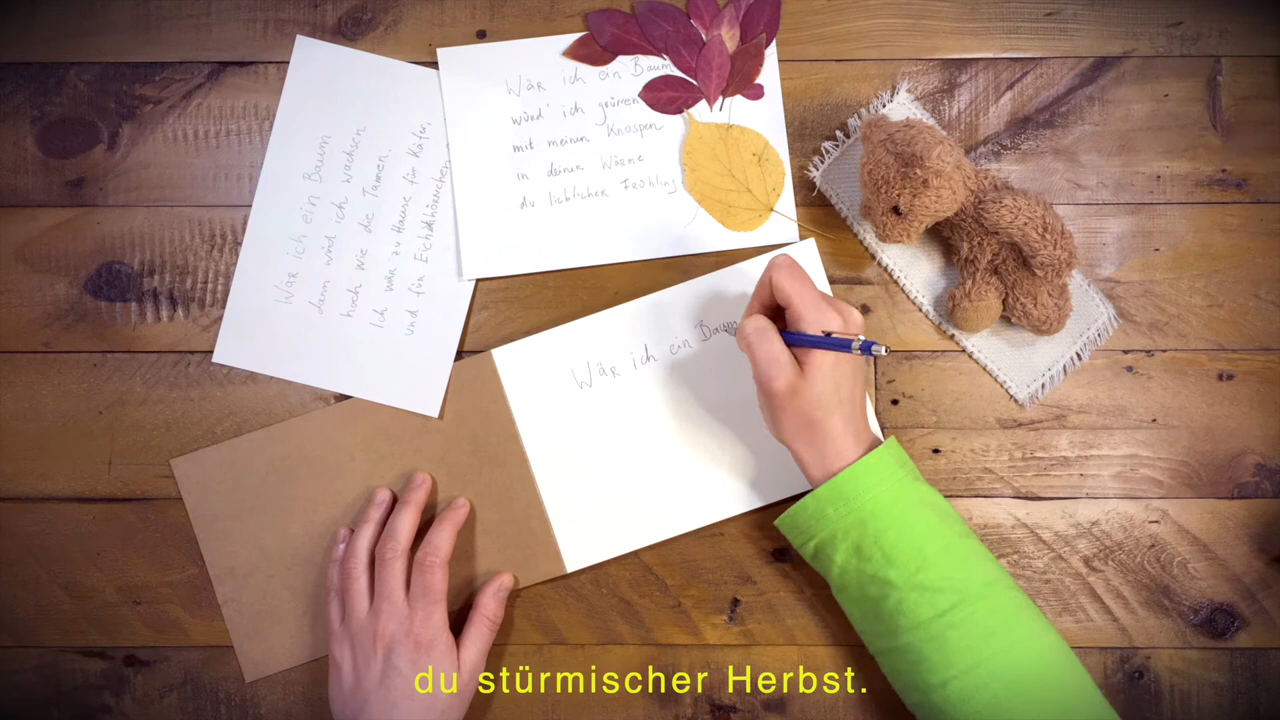 Wär ich ein Baum
dann würd ich wachsen
hoch wie die Tannen.
Ich wär zu Hause für Käfer,
und für Eichhörnchen
Wär ich ein Baum
würd' ich grünen
mit meinen Knospen
in deiner Wärme
du lieblicher Frühling
Wär ich ein Baum
du stürmischer Herbst.